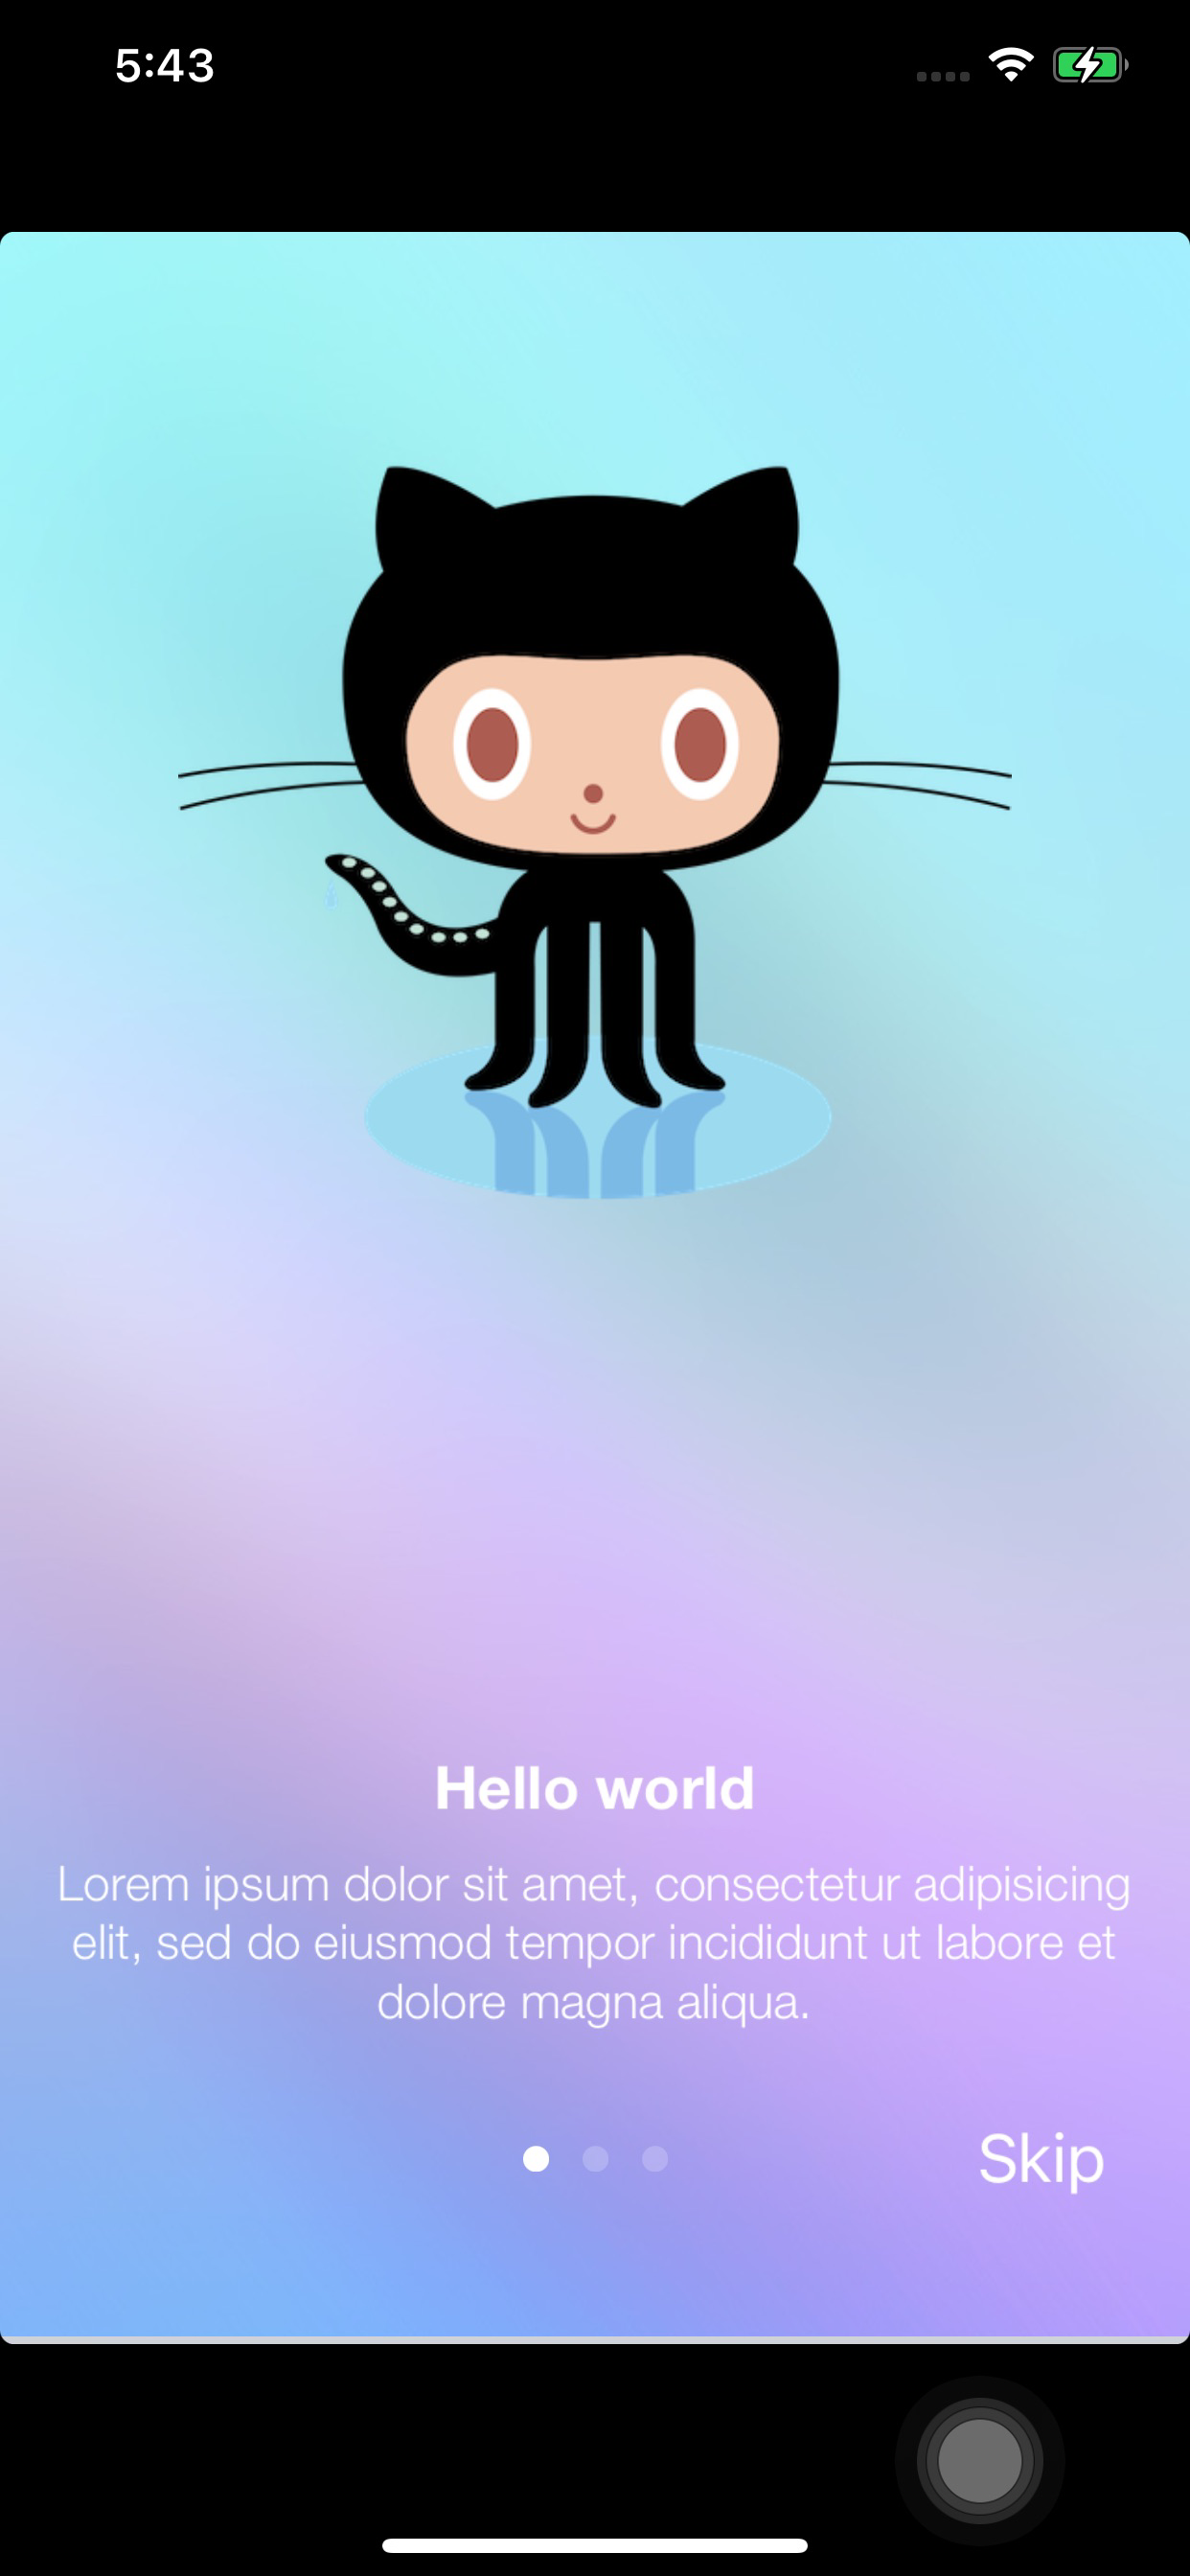 5:43
Hello world
Lorem ipsum dolor sit amet, consectetur adipisicing
elit, sed do eiusmod tempor incididunt ut labore et
dolore magna aliqua.
Skip